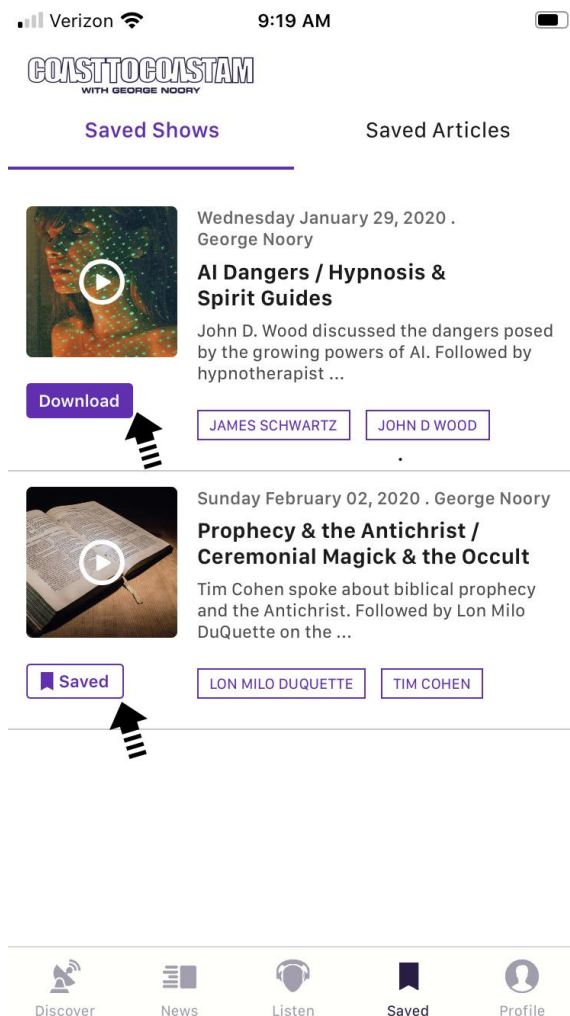 Verizon 9:19 AM
COASTTOCOASTAM
WITH GEORGE NOORY
Saved Shows Saved Articles
Wednesday January 29, 2020 .
George Noory
AI Dangers / Hypnosis &
Spirit Guides
John D. Wood discussed the dangers posed
by the growing powers of AI. Followed by
hypnotherapist ...
Download
JAMES SCHWARTZ JOHN D WOOD
Sunday February 02, 2020 . George Noory
Prophecy & the Antichrist /
Ceremonial Magick & the Occult
Tim Cohen spoke about biblical prophecy
and the Antichrist. Followed by Lon Milo
DuQuette on the ...
Saved
LON MILO DUQUETTE TIM COHEN
Discover News Listen Saved Profile